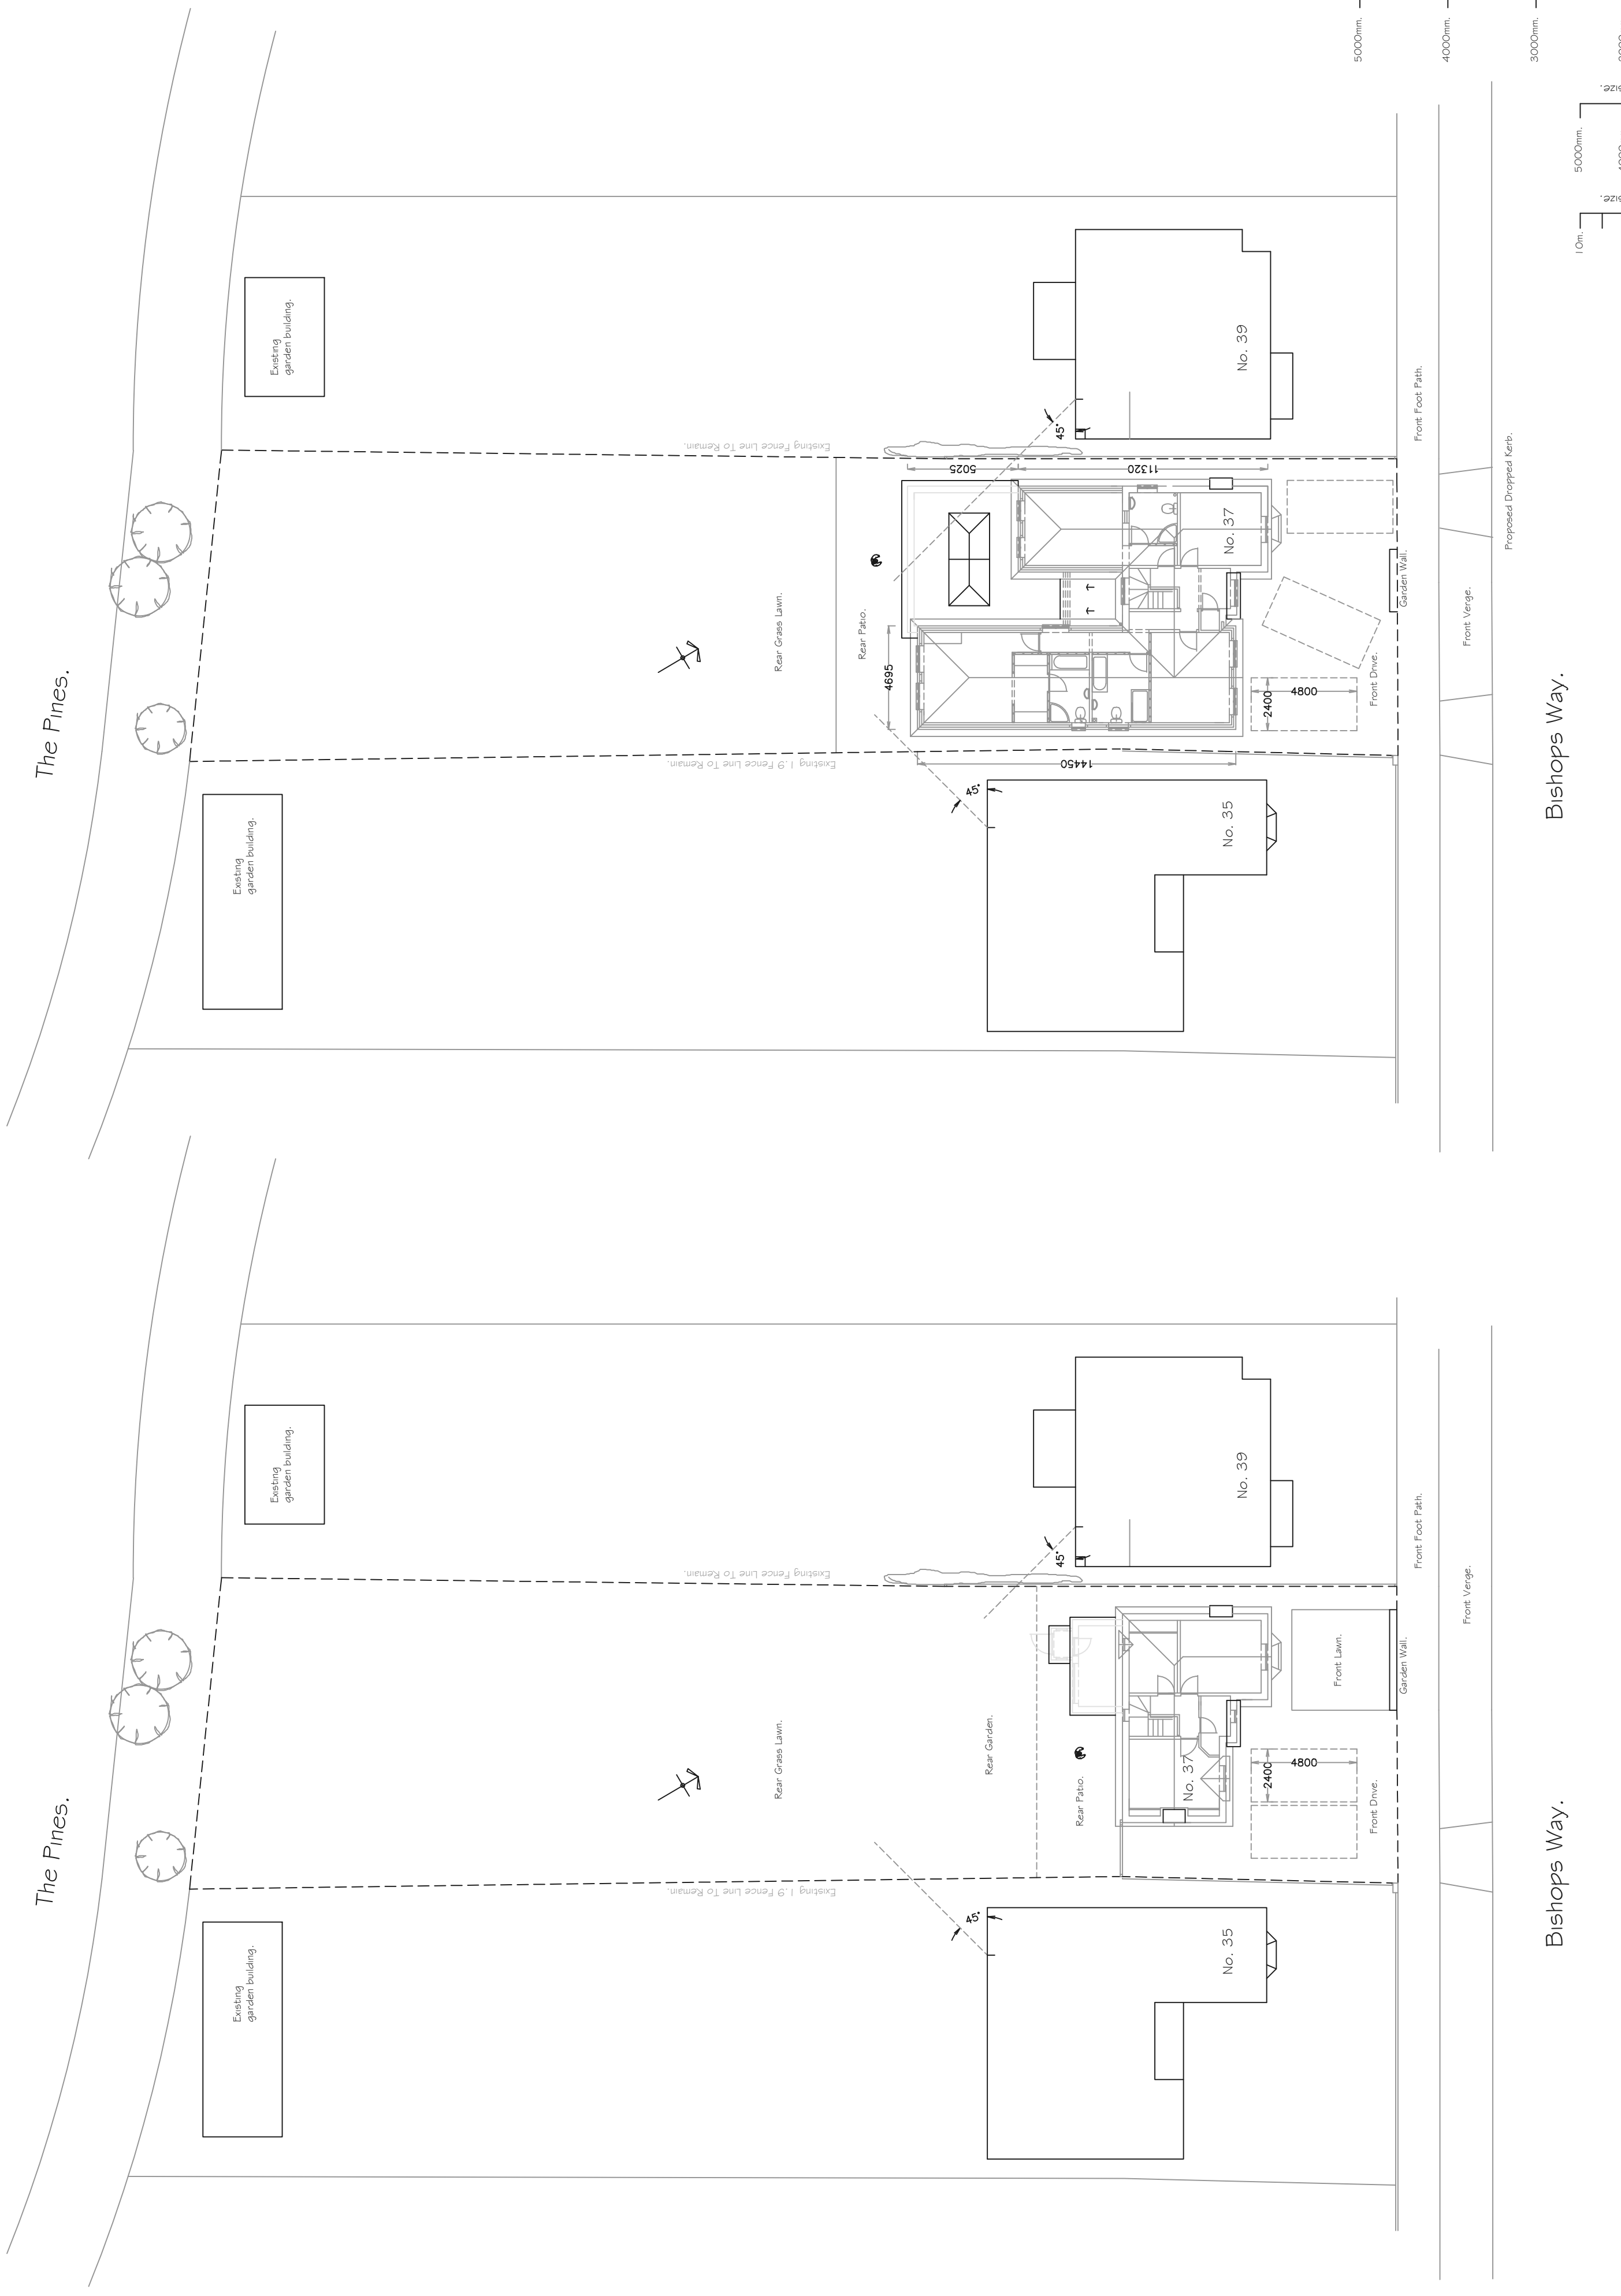 The Pines.
Existing
garden building.
Existing
garden building.
Existing Fence Line To Remain.
Existing 1.9 Fence Line To Remain.
Rear Grass Lawn.
Rear Patio.
45°
45°
5025
11320
4695
14450
2400
4800
No. 35
No. 37
No. 39
Front Drive.
Garden Wall.
Front Foot Path.
Front Verge.
Proposed Dropped Kerb.
Bishops Way.
5000mm.
4000mm.
3000mm.
5000mm.
10m.
size.
size.
The Pines.
Existing
garden building.
Existing
garden building.
Existing Fence Line To Remain.
Existing 1.9 Fence Line To Remain.
Rear Grass Lawn.
Rear Garden.
Rear Patio.
45°
45°
2400
4800
No. 35
No. 37
No. 39
Front Lawn.
Front Drive.
Garden Wall.
Front Foot Path.
Front Verge.
Bishops Way.